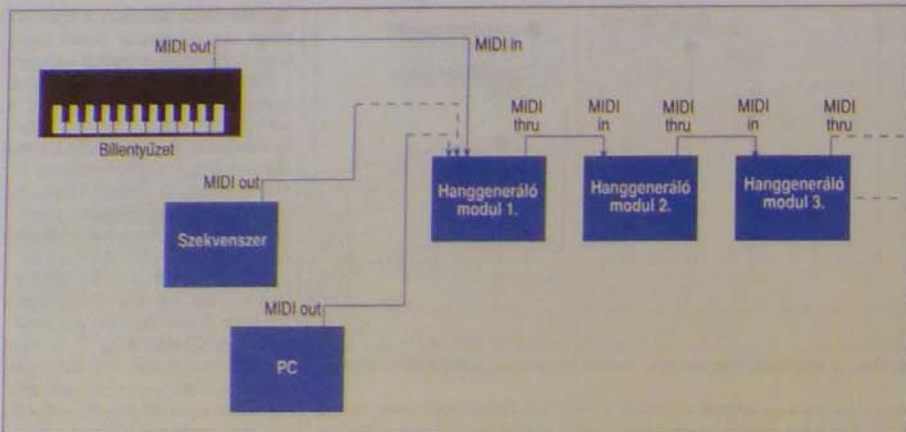 MIDI out
MIDI in
Billentyűzet
MIDI out
Szekvenszer
MIDI out
PC
MIDI
thru
MIDI
in
MIDI
thru
MIDI
in
MIDI
thru
Hanggeneráló
modul 1.
Hanggeneráló
modul 2.
Hanggeneráló
modul 3.